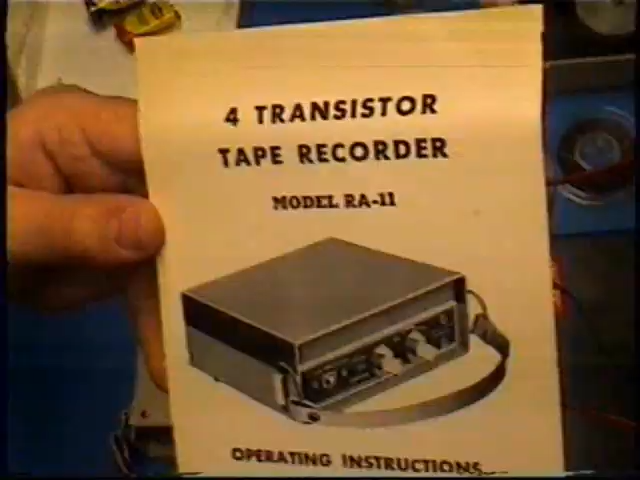 4 TRANSISTOR
TAPE RECORDER
MODEL RA-11
OPERATING INSTRUCTIONS